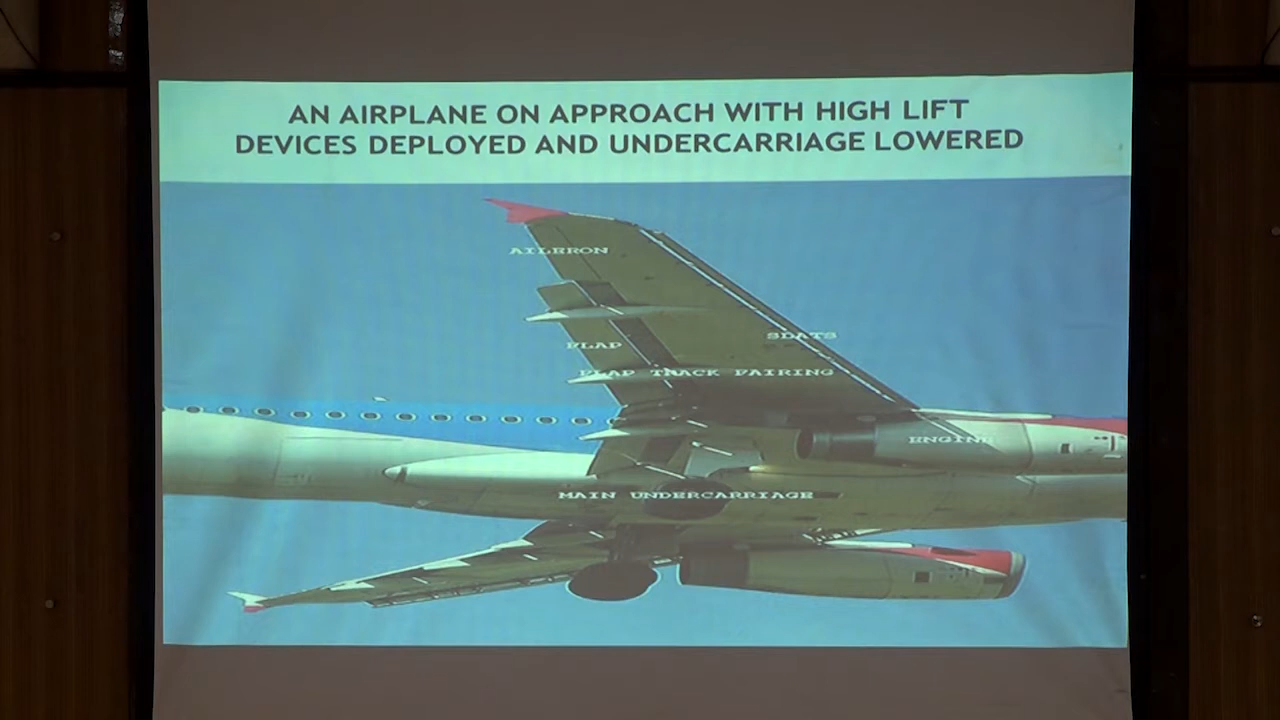 AN AIRPLANE ON APPROACH WITH HIGH LIFT
DEVICES DEPLOYED AND UNDERCARRIAGE LOWERED
AILERON
SLATS
FLAP
FLAP TRACK FAIRING
ENGINE
MAIN UNDERCARRIAGE